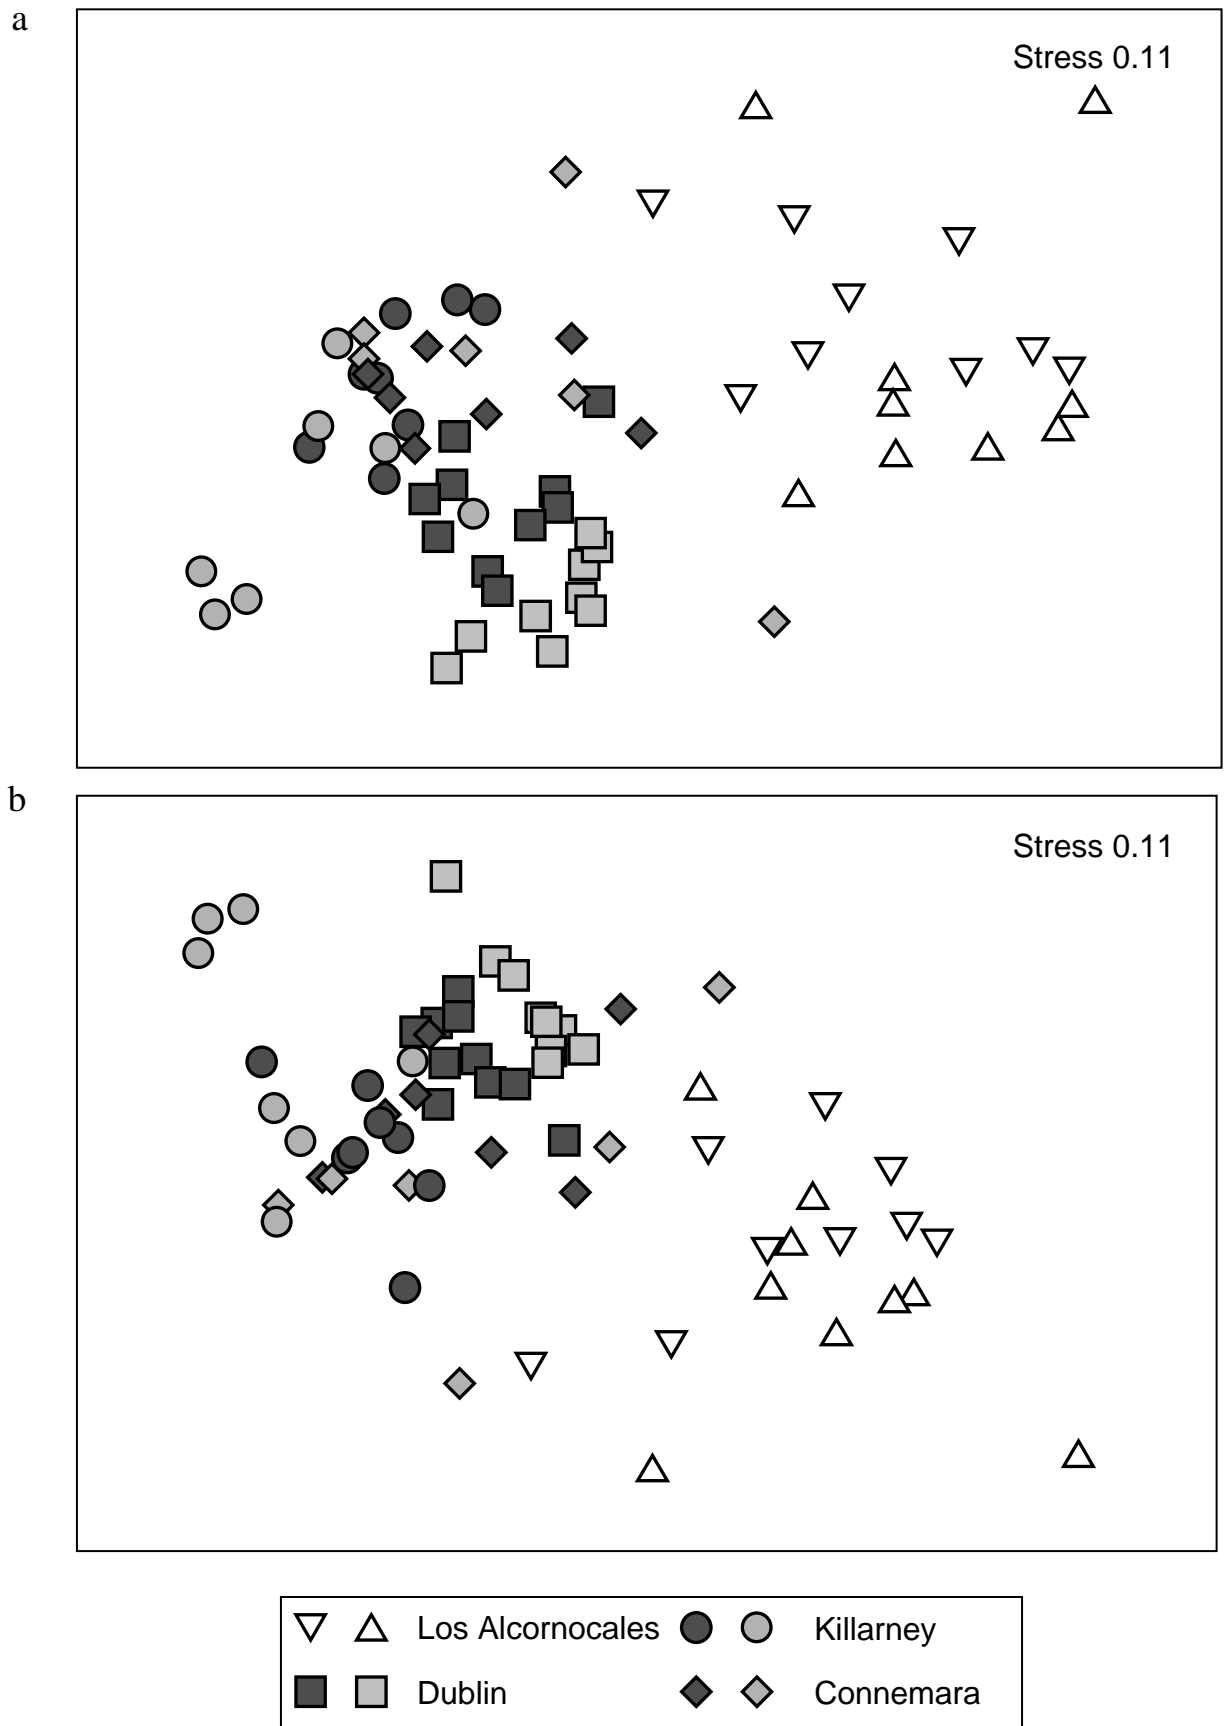 a
Stress 0.11
b
Stress 0.11
Los Alcornocales Killarney
Dublin Connemara